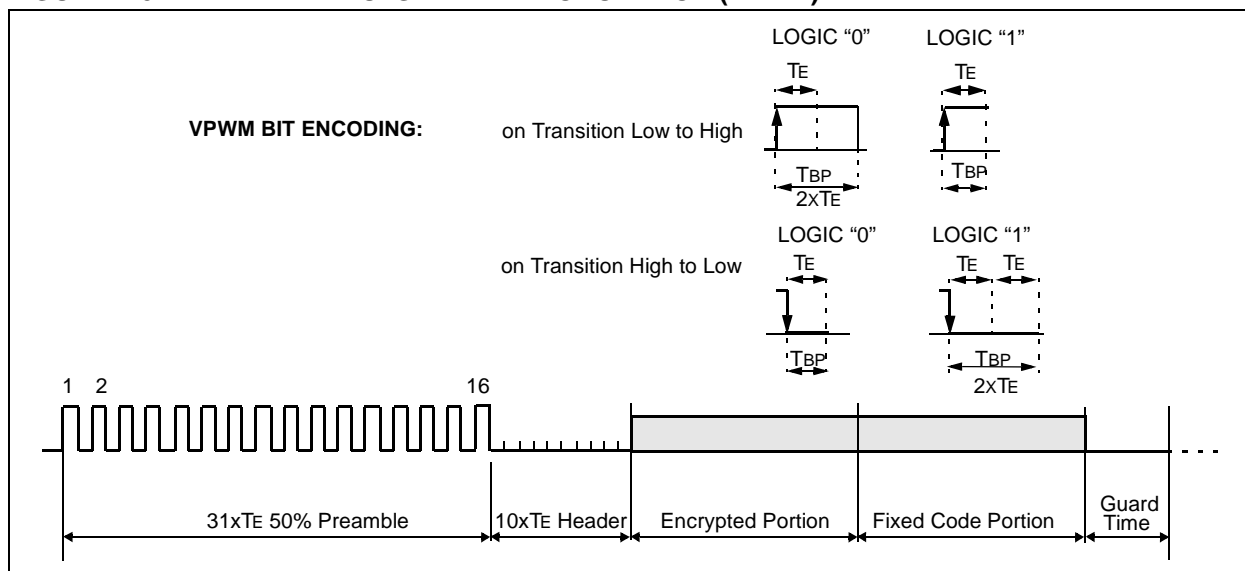 LOGIC “0” LOGIC “1”
TE TE
VPWM BIT ENCODING: on Transition Low to High
TBP TBP
2XTE
LOGIC “0” LOGIC “1”
on Transition High to Low TE TE TE
TBP TBP
2XTE
1 2 16
31xTE 50% Preamble 10xTE Header Encrypted Portion Fixed Code Portion Guard
Time